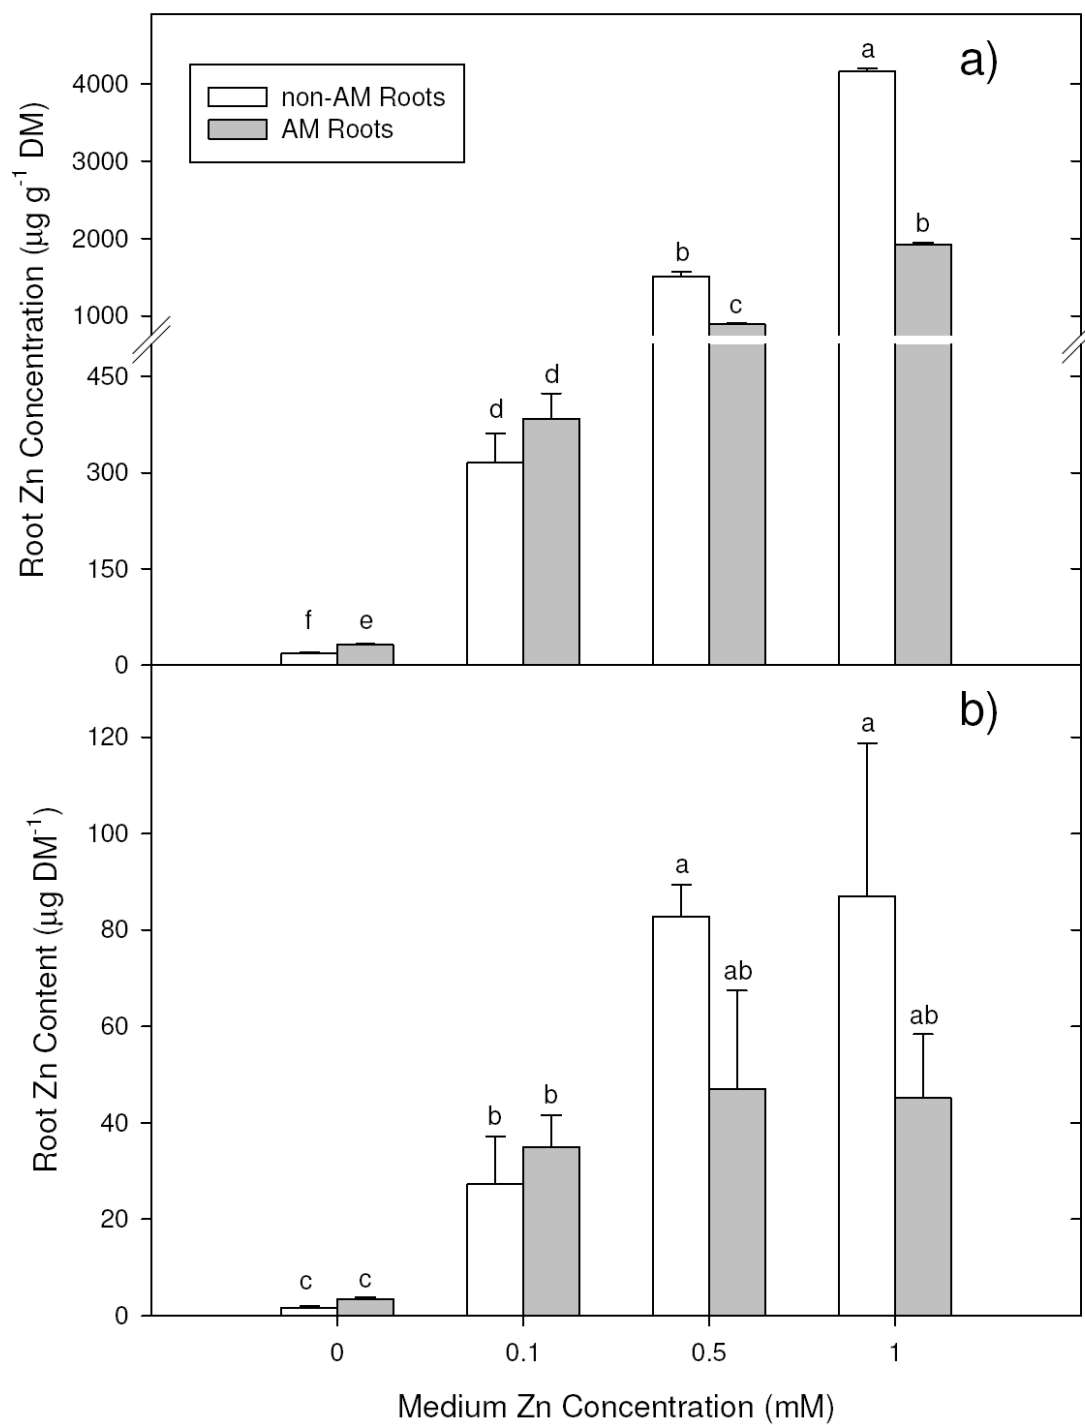 a)
non-AM Roots
AM Roots
Root Zn Concentration (µg g⁻¹ DM)
4000
3000
2000
1000
450
300
150
0
f
e
d
d
b
c
a
b
b)
Root Zn Content (µg DM⁻¹)
120
100
80
60
40
20
0
c
c
b
b
a
ab
a
ab
0
0.1
0.5
1
Medium Zn Concentration (mM)